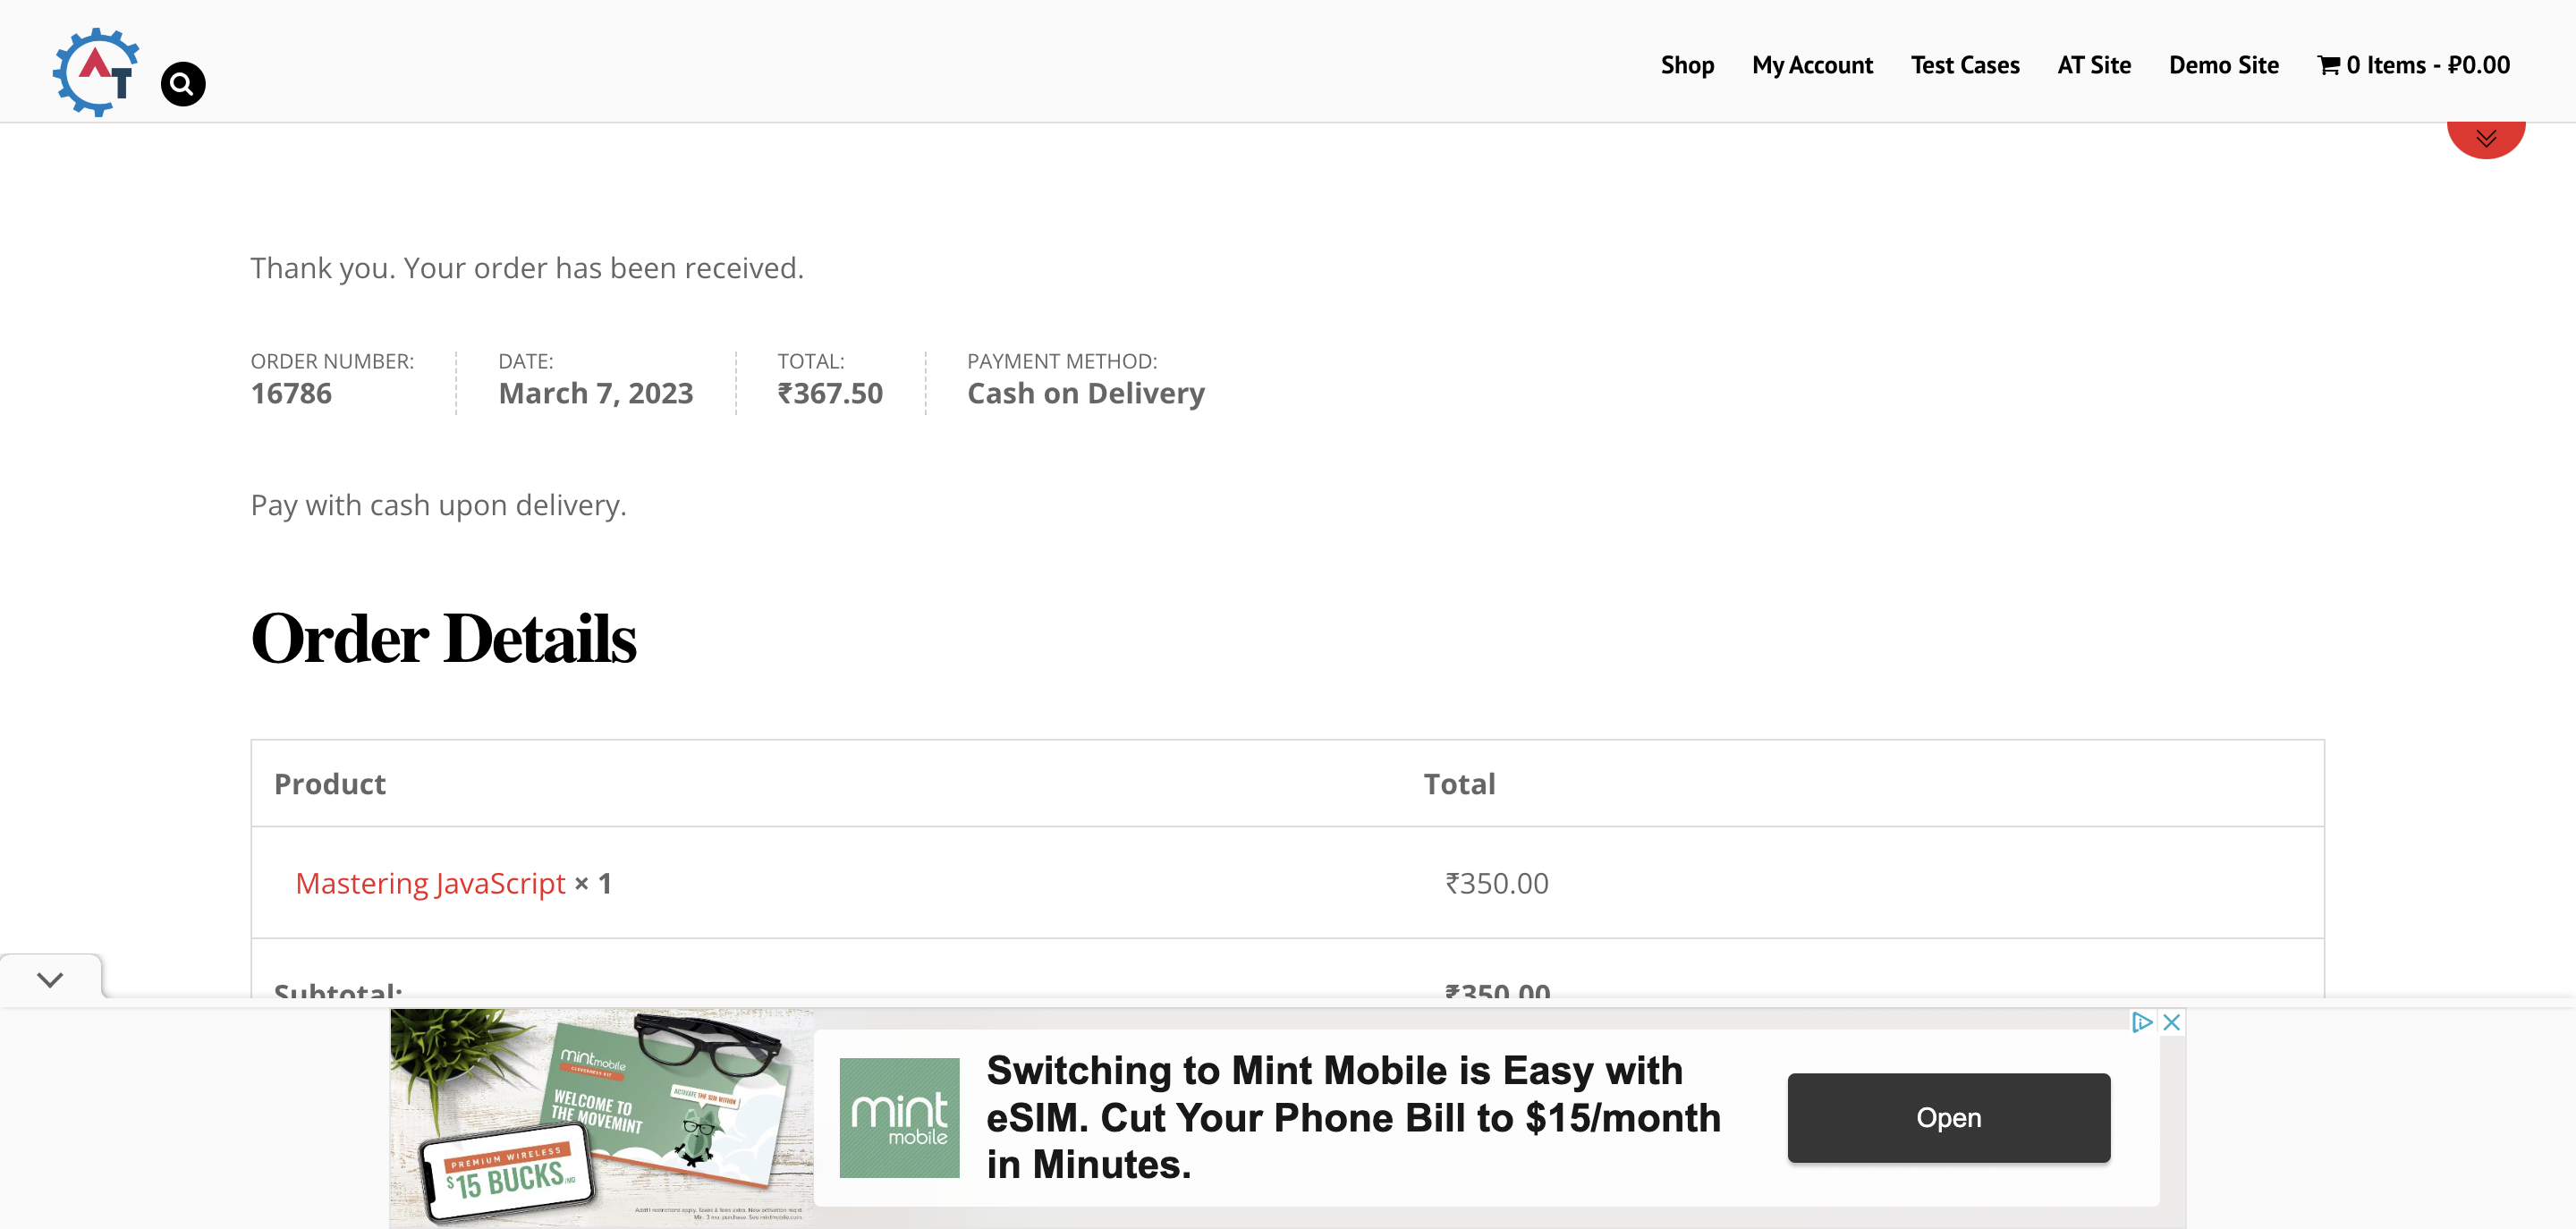 AT
Shop My Account Test Cases AT Site Demo Site 0 Items - ₽0.00
Thank you. Your order has been received.
ORDER NUMBER: DATE: TOTAL: PAYMENT METHOD:
16786 March 7, 2023 ₹367.50 Cash on Delivery
Pay with cash upon delivery.
Order Details
Product Total
Mastering JavaScript × 1 ₹350.00
Subtotal: ₹350.00
mintmobile
WELCOME TO
THE MOVEMINT
PREMIUM WIRELESS
$15 BUCKS /MO
mint
mobile
Switching to Mint Mobile is Easy with
eSIM. Cut Your Phone Bill to $15/month
in Minutes.
Open